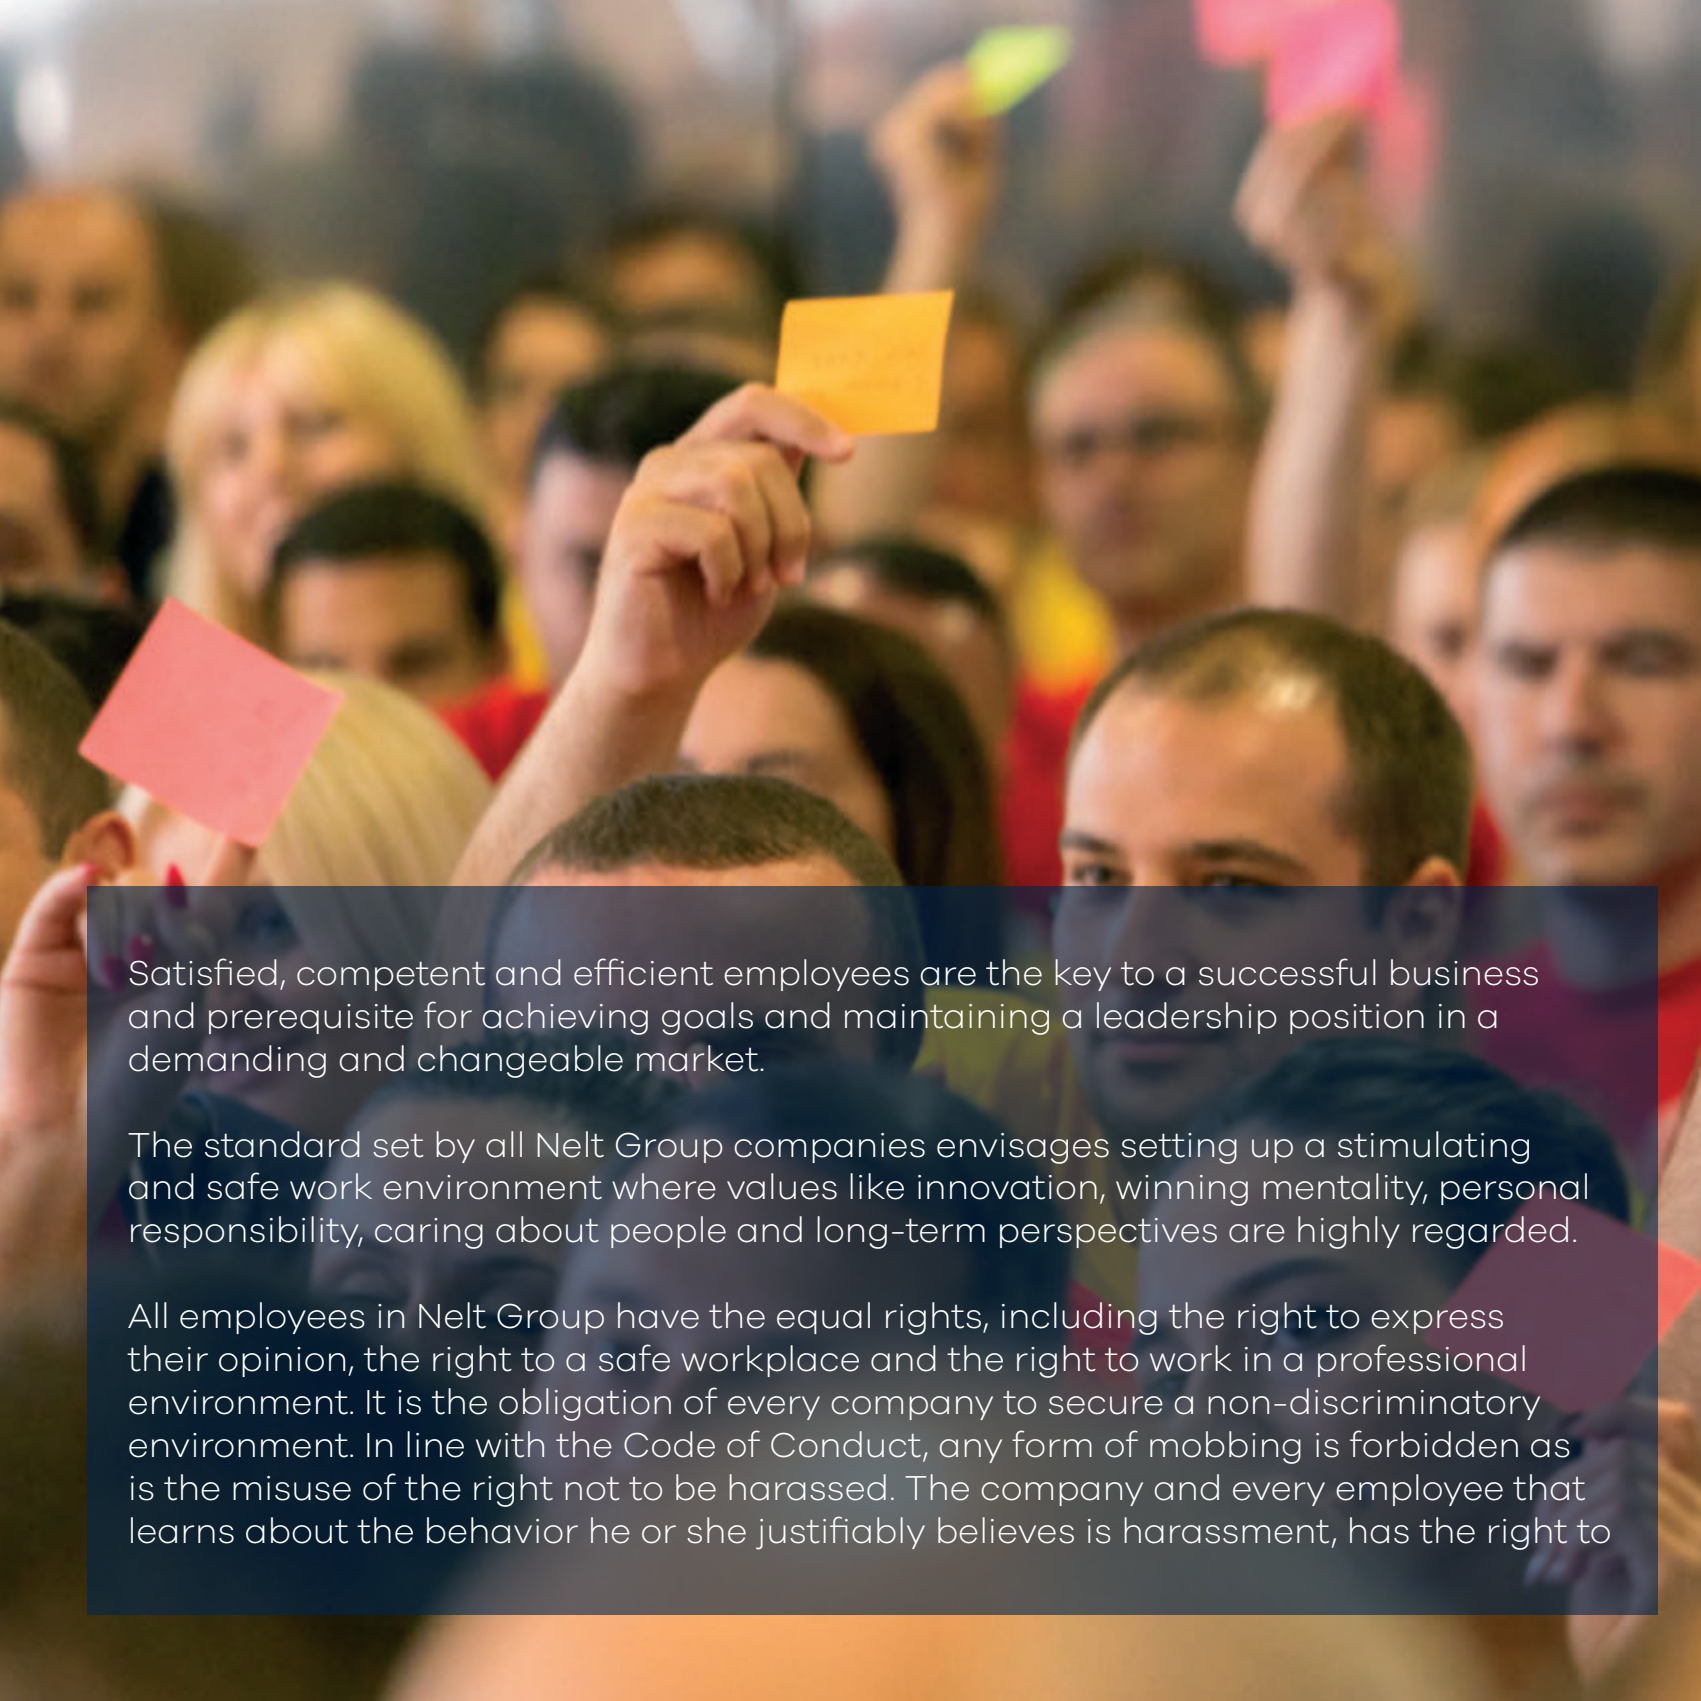 Satisfied, competent and efficient employees are the key to a successful business
and prerequisite for achieving goals and maintaining a leadership position in a
demanding and changeable market.
The standard set by all Nelt Group companies envisages setting up a stimulating
and safe work environment where values like innovation, winning mentality, personal
responsibility, caring about people and long-term perspectives are highly regarded.
All employees in Nelt Group have the equal rights, including the right to express
their opinion, the right to a safe workplace and the right to work in a professional
environment. It is the obligation of every company to secure a non-discriminatory
environment. In line with the Code of Conduct, any form of mobbing is forbidden as
is the misuse of the right not to be harassed. The company and every employee that
learns about the behavior he or she justifiably believes is harassment, has the right to